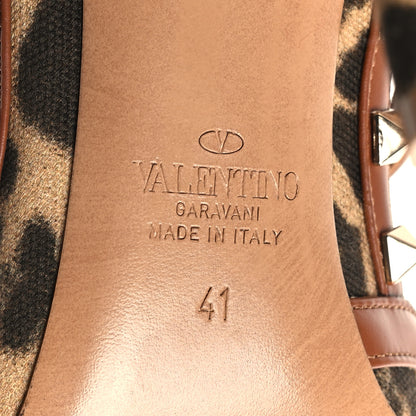 V
VALENTINO
GARAVANI
MADE IN ITALY
41